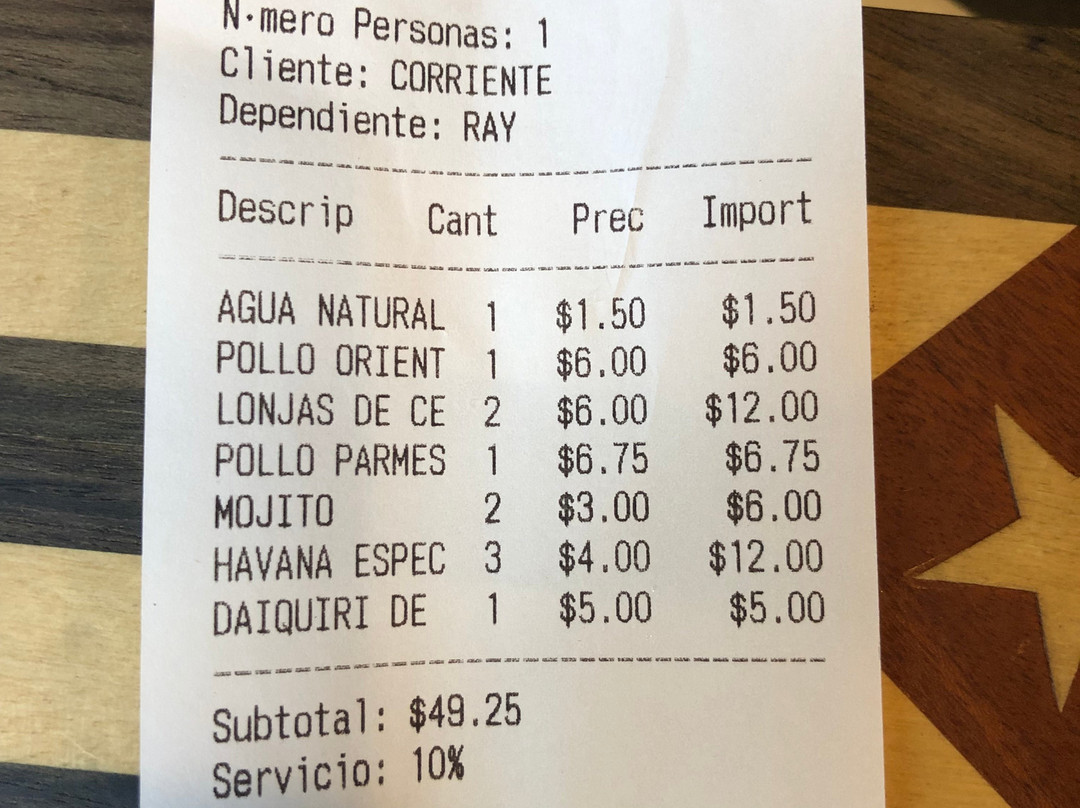 N·mero Personas: 1
Cliente: CORRIENTE
Dependiente: RAY
Descrip Cant Prec Import
AGUA NATURAL 1 $1.50 $1.50
POLLO ORIENT 1 $6.00 $6.00
LONJAS DE CE 2 $6.00 $12.00
POLLO PARMES 1 $6.75 $6.75
MOJITO 2 $3.00 $6.00
HAVANA ESPEC 3 $4.00 $12.00
DAIQUIRI DE 1 $5.00 $5.00
Subtotal: $49.25
Servicio: 10%